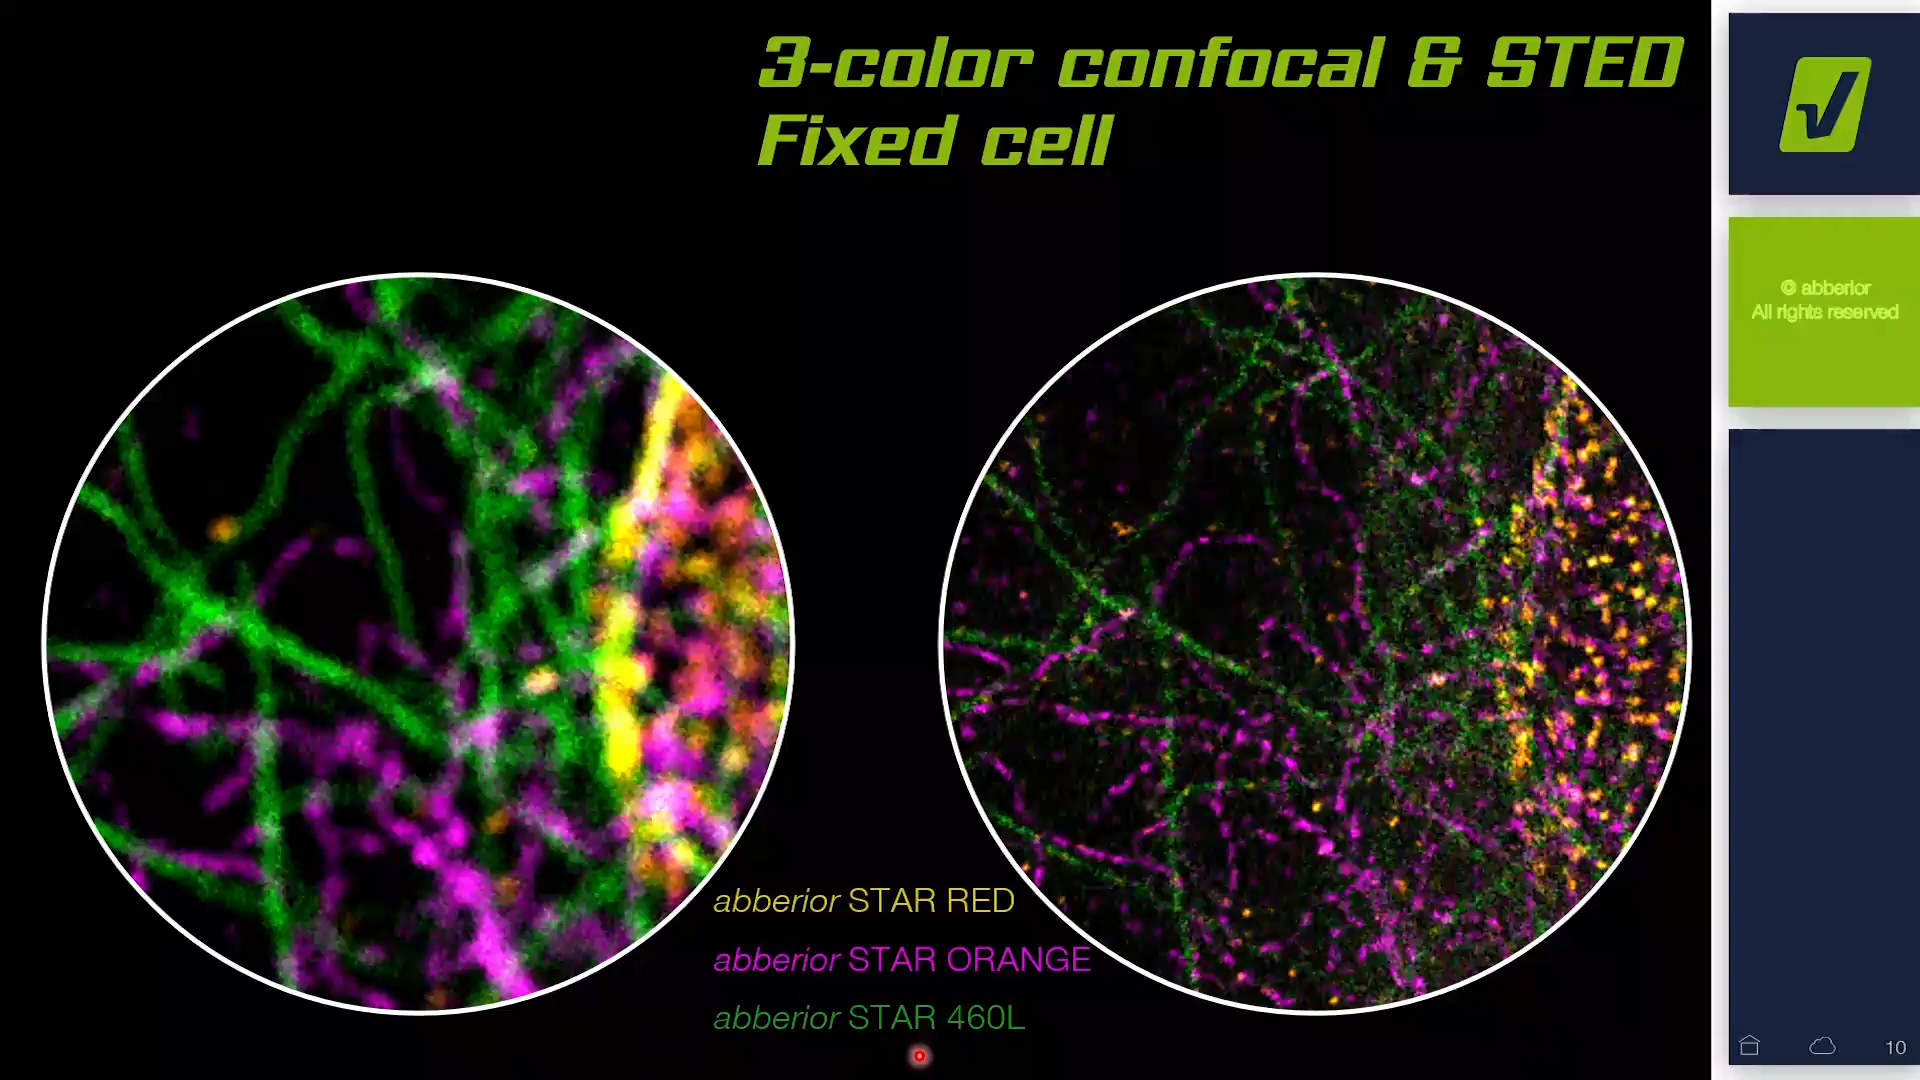 3-color confocal & STED
Fixed cell
© abberior
All rights reserved
abberior STAR RED
abberior STAR ORANGE
abberior STAR 460L
10